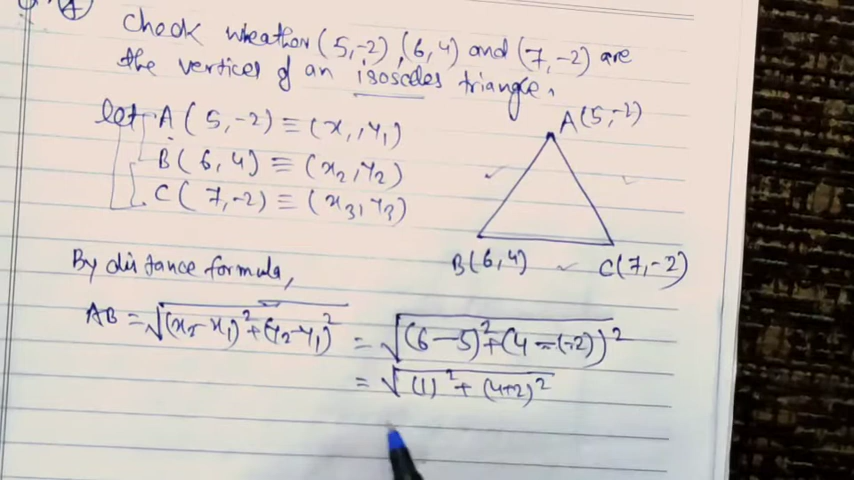 Check wheather (5,-2), (6,4) and (7,-2) are
the vertices of an isosceles triangle.
let A (5,-2) ≡ (x₁, y₁)
B (6,4) ≡ (x₂, y₂)
C (7,-2) ≡ (x₃, y₃)
A(5,-2)
B(6,4)
C(7,-2)
By distance formula,
AB = √((x₂-x₁)²+(y₂-y₁)²) = √((6-5)²+(4-(-2))²)
= √((1)²+(4+2)²)